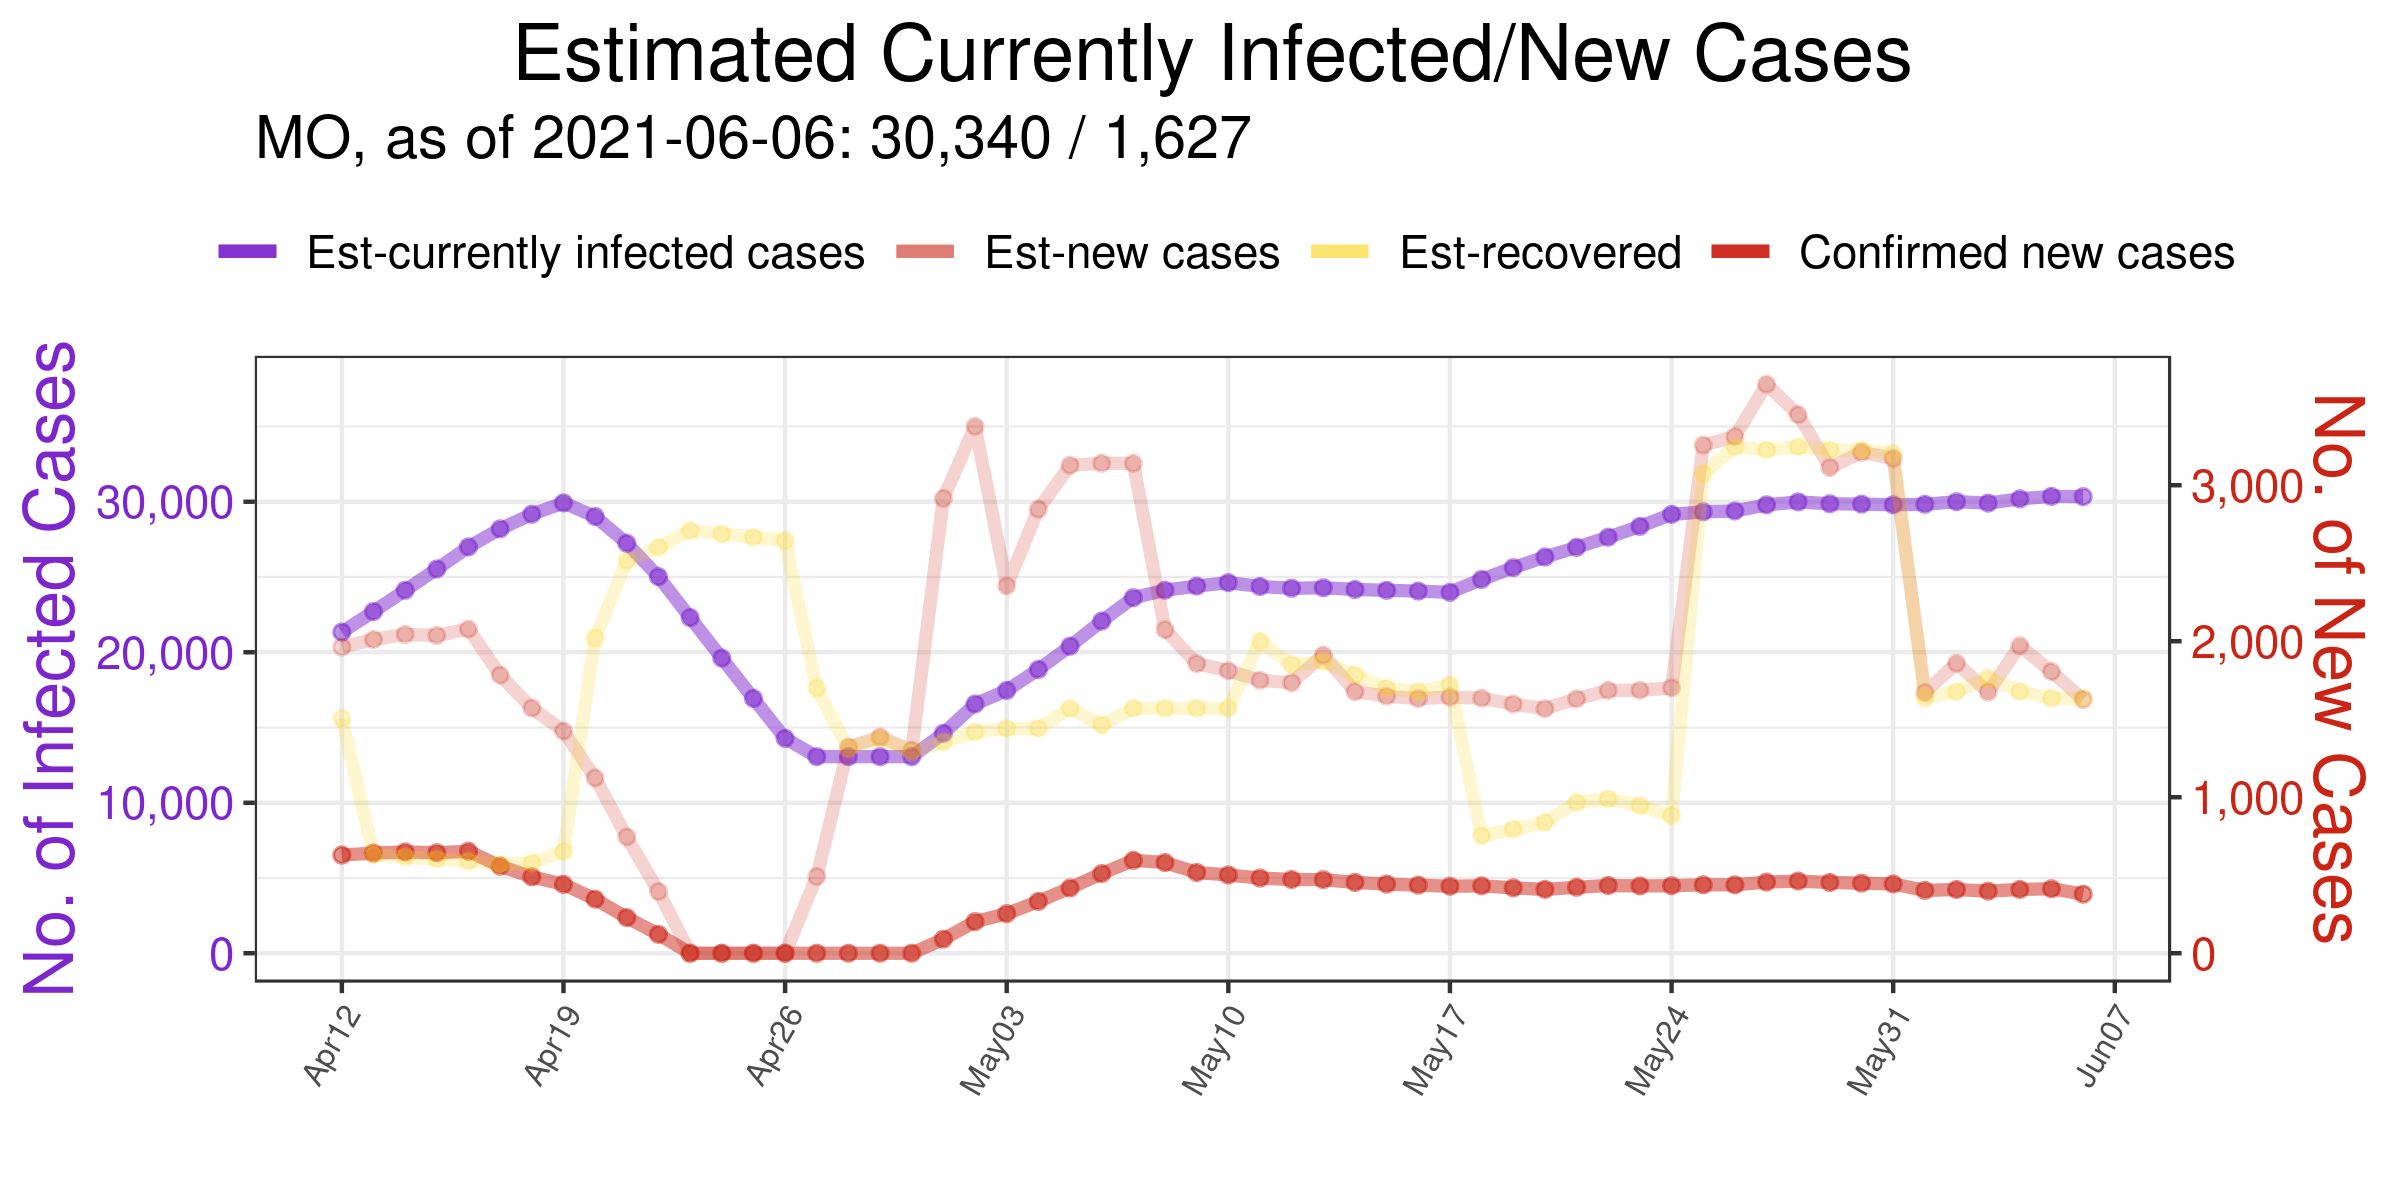 Estimated Currently Infected/New Cases
MO, as of 2021-06-06: 30,340 / 1,627
Est-currently infected cases Est-new cases Est-recovered Confirmed new cases
No. of Infected Cases
30,000
20,000
10,000
0
3,000
2,000
1,000
0
No. of New Cases
Apr12 Apr19 Apr26 May03 May10 May17 May24 May31 Jun07